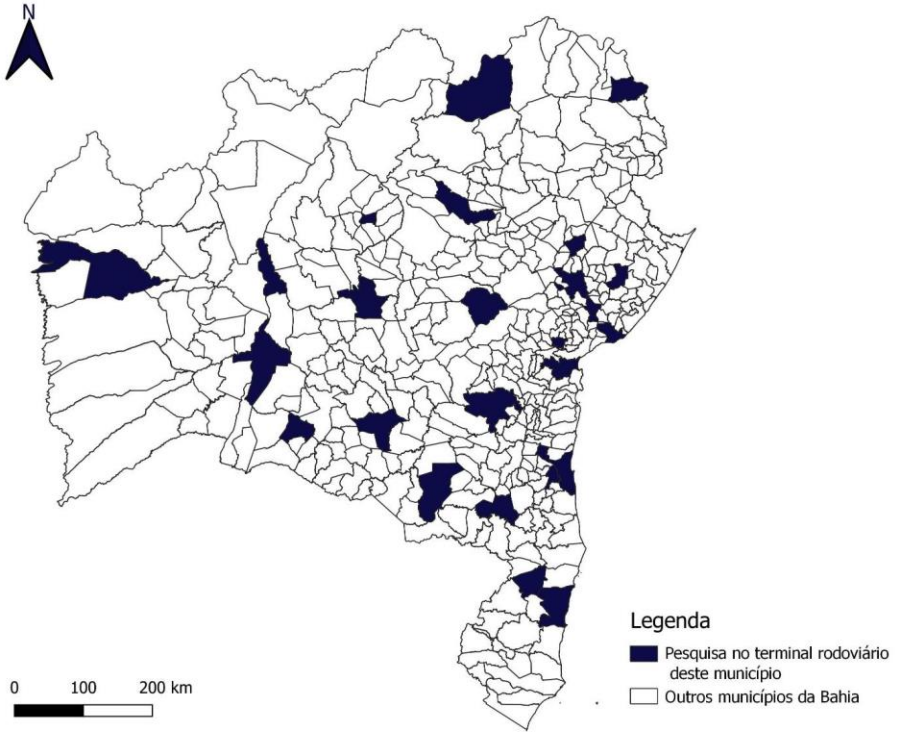 N
Legenda
Pesquisa no terminal rodoviário
deste município
Outros municípios da Bahia
0 100 200 km